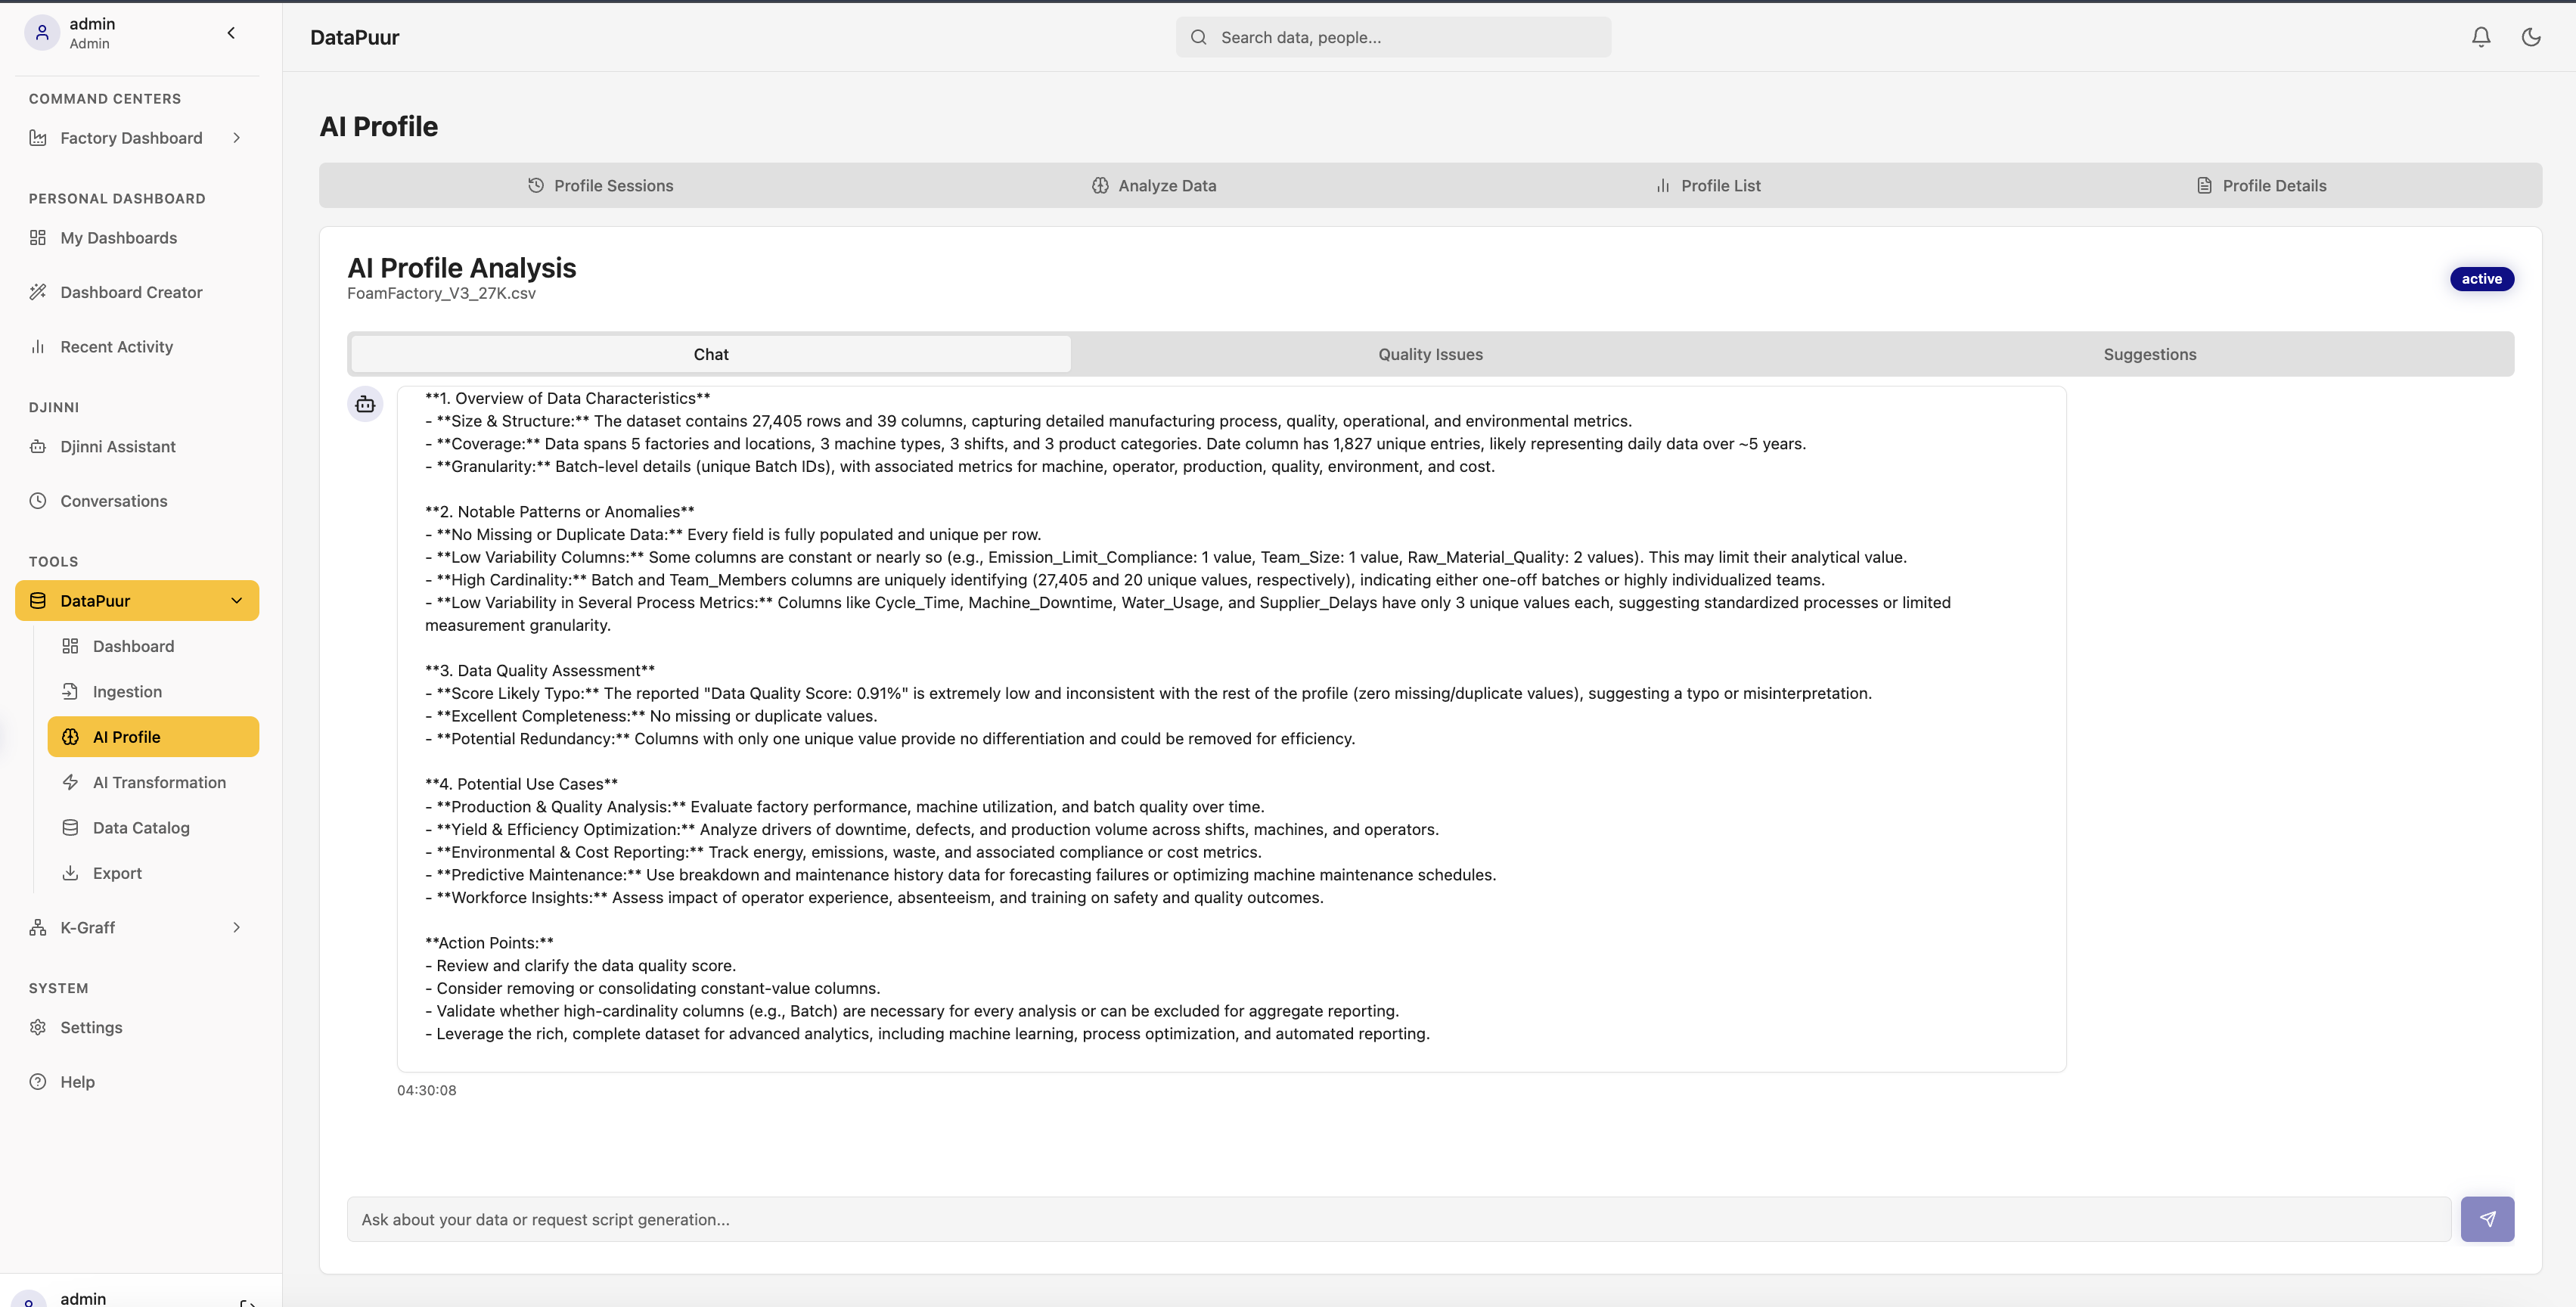 admin
Admin
COMMAND CENTERS
Factory Dashboard
PERSONAL DASHBOARD
My Dashboards
Dashboard Creator
Recent Activity
DJINNI
Djinni Assistant
Conversations
TOOLS
DataPuur
Dashboard
Ingestion
AI Profile
AI Transformation
Data Catalog
Export
K-Graff
SYSTEM
Settings
Help
admin
DataPuur
Search data, people...
AI Profile
Profile Sessions
Analyze Data
Profile List
Profile Details
AI Profile Analysis
FoamFactory_V3_27K.csv
active
Chat
Quality Issues
Suggestions
**1. Overview of Data Characteristics**
- **Size & Structure:** The dataset contains 27,405 rows and 39 columns, capturing detailed manufacturing process, quality, operational, and environmental metrics.
- **Coverage:** Data spans 5 factories and locations, 3 machine types, 3 shifts, and 3 product categories. Date column has 1,827 unique entries, likely representing daily data over ~5 years.
- **Granularity:** Batch-level details (unique Batch IDs), with associated metrics for machine, operator, production, quality, environment, and cost.
**2. Notable Patterns or Anomalies**
- **No Missing or Duplicate Data:** Every field is fully populated and unique per row.
- **Low Variability Columns:** Some columns are constant or nearly so (e.g., Emission_Limit_Compliance: 1 value, Team_Size: 1 value, Raw_Material_Quality: 2 values). This may limit their analytical value.
- **High Cardinality:** Batch and Team_Members columns are uniquely identifying (27,405 and 20 unique values, respectively), indicating either one-off batches or highly individualized teams.
- **Low Variability in Several Process Metrics:** Columns like Cycle_Time, Machine_Downtime, Water_Usage, and Supplier_Delays have only 3 unique values each, suggesting standardized processes or limited
measurement granularity.
**3. Data Quality Assessment**
- **Score Likely Typo:** The reported "Data Quality Score: 0.91%" is extremely low and inconsistent with the rest of the profile (zero missing/duplicate values), suggesting a typo or misinterpretation.
- **Excellent Completeness:** No missing or duplicate values.
- **Potential Redundancy:** Columns with only one unique value provide no differentiation and could be removed for efficiency.
**4. Potential Use Cases**
- **Production & Quality Analysis:** Evaluate factory performance, machine utilization, and batch quality over time.
- **Yield & Efficiency Optimization:** Analyze drivers of downtime, defects, and production volume across shifts, machines, and operators.
- **Environmental & Cost Reporting:** Track energy, emissions, waste, and associated compliance or cost metrics.
- **Predictive Maintenance:** Use breakdown and maintenance history data for forecasting failures or optimizing machine maintenance schedules.
- **Workforce Insights:** Assess impact of operator experience, absenteeism, and training on safety and quality outcomes.
**Action Points:**
- Review and clarify the data quality score.
- Consider removing or consolidating constant-value columns.
- Validate whether high-cardinality columns (e.g., Batch) are necessary for every analysis or can be excluded for aggregate reporting.
- Leverage the rich, complete dataset for advanced analytics, including machine learning, process optimization, and automated reporting.
04:30:08
Ask about your data or request script generation...